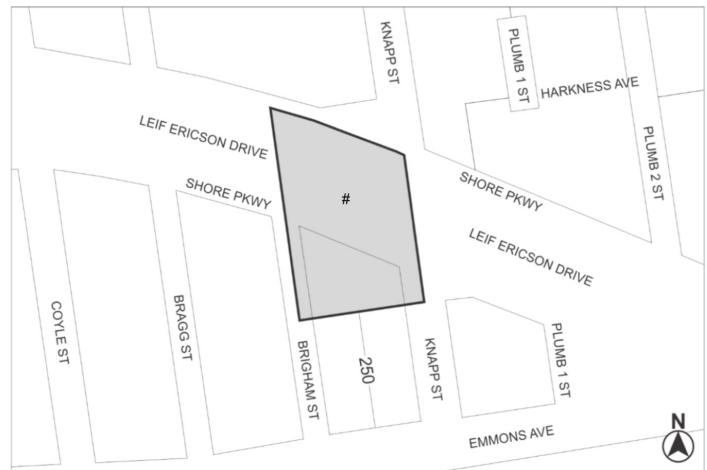 KNAPP ST
PLUMB 1 ST
HARKNESS AVE
LEIF ERICSON DRIVE
PLUMB 2 ST
SHORE PKWY
SHORE PKWY
#
LEIF ERICSON DRIVE
COYLE ST
BRAGG ST
BRIGHAM ST
250
KNAPP ST
PLUMB 1 ST
EMMONS AVE
N